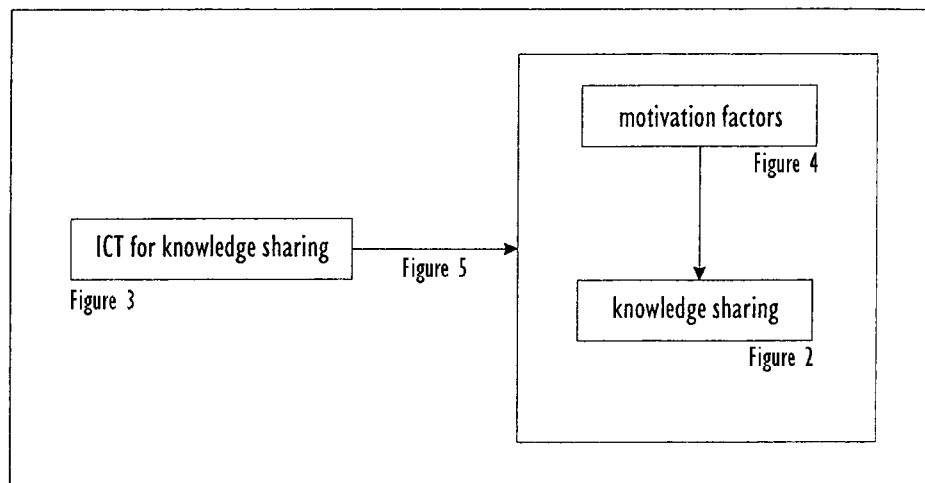 motivation factors
Figure 4
ICT for knowledge sharing
Figure 5
Figure 3
knowledge sharing
Figure 2